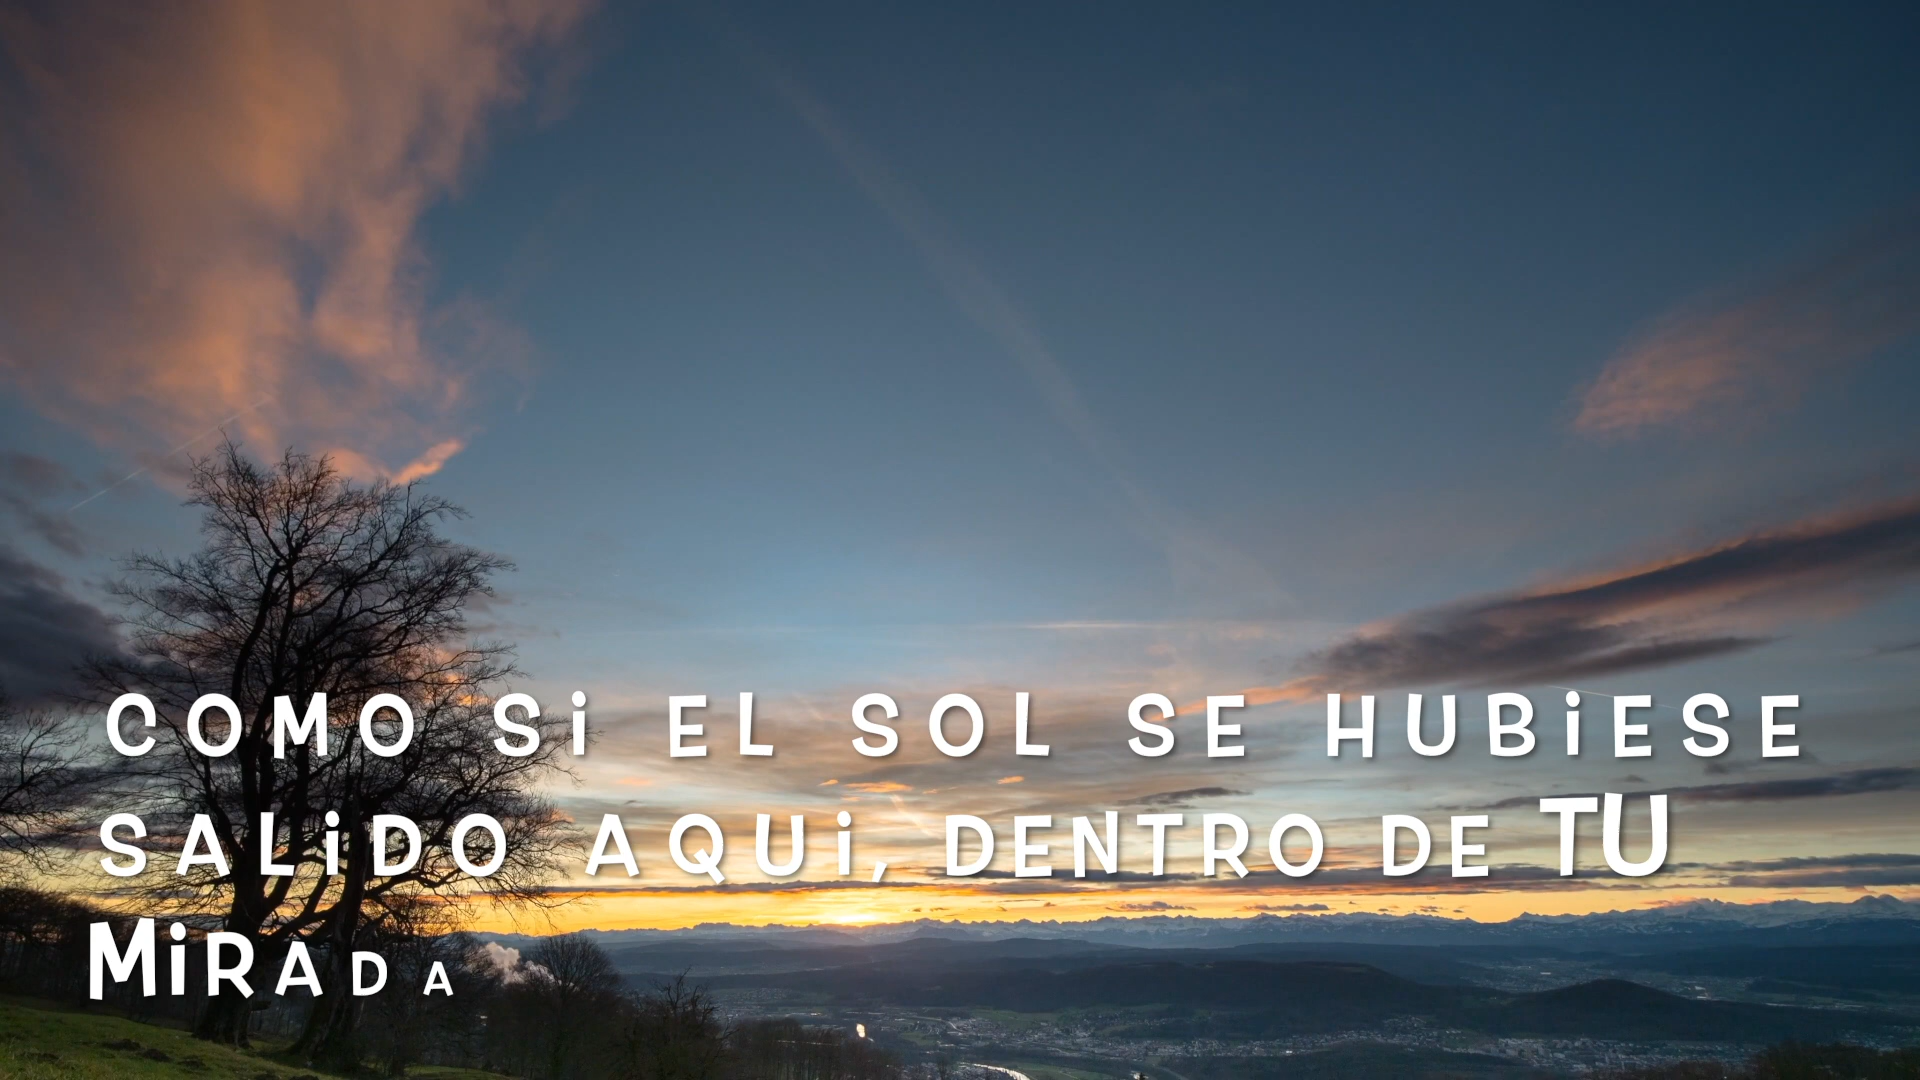 COMO Si EL SOL SE HUBiESE
SALiDO AQUi, DENTRO DE TU
MiRADA